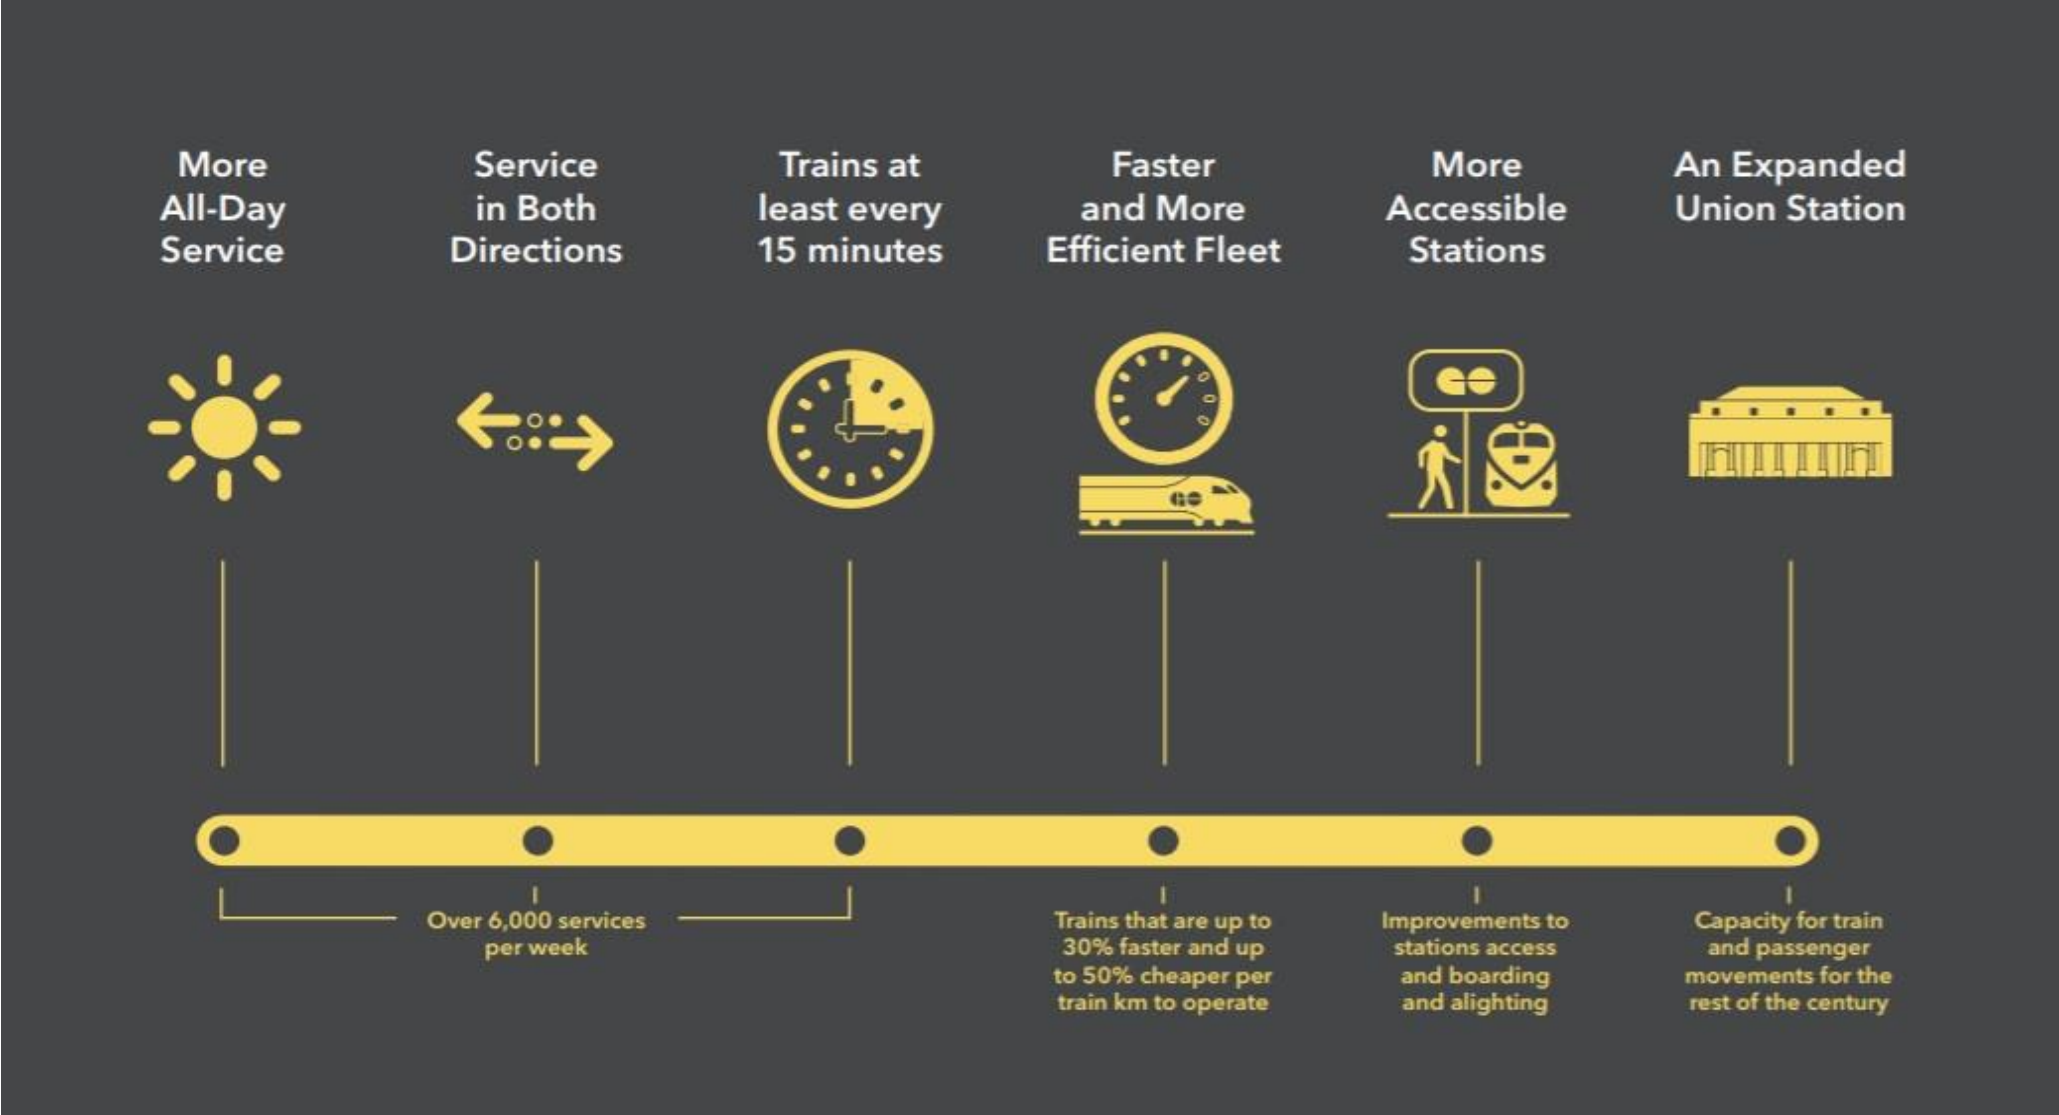 More
All-Day
Service
Service
in Both
Directions
Trains at
least every
15 minutes
Faster
and More
Efficient Fleet
More
Accessible
Stations
An Expanded
Union Station
GO
GO
Over 6,000 services
per week
Trains that are up to
30% faster and up
to 50% cheaper per
train km to operate
Improvements to
stations access
and boarding
and alighting
Capacity for train
and passenger
movements for the
rest of the century